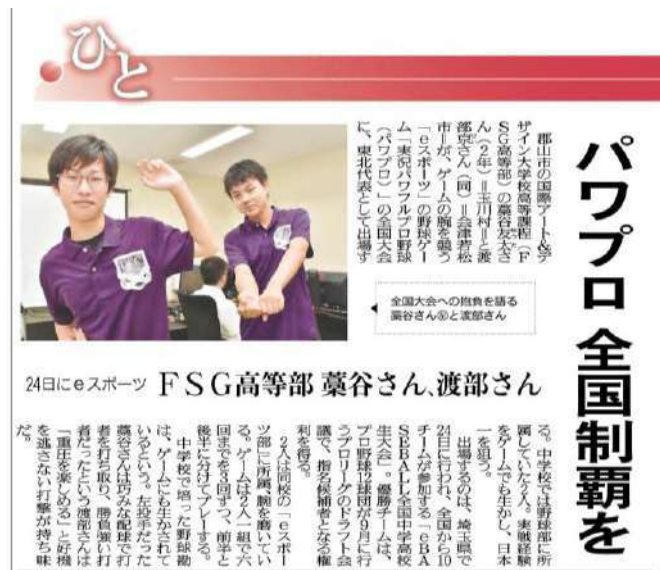 ひと
パワプロ 全国制覇を
24日にeスポーツ FSG高等部 藁谷さん、渡部さん
郡山市の国際アート&デ
ザイン大学校高等課程(F
SG高等部)の藁谷友太さ
ん(2年)=玉川村=と渡
部京さん(同)=会津若松
市=が、ゲームの腕を競う
「eスポーツ」の野球ゲー
ム「実況パワフルプロ野球
(パワプロ)」の全国大会
に、東北代表として出場す
る。中学校では野球部に所
属していた2人。実戦経験
をゲームでも生かし、日本
一を狙う。
出場するのは、埼玉県で
24日に行われ、全国から10
チームが参加する「eBA
SEBALL全国中学高校
生大会」。優勝チームは、
プロ野球12球団が9月に行
うプロリーグのドラフト会
議で、指名候補者となる権
利を得る。
2人は同校の「eスポー
ツ部」に所属、腕を磨いてい
る。ゲームは2人一組で六
回までを3回ずつ、前半と
後半に分けてプレーする。
中学校で培った野球勘
は、ゲームにも生かされて
いるという。左投手だった
藁谷さんは巧みな配球で打
者を打ち取り、勝負強い打
者だったという渡部さんは
「重圧を楽しめる」と好機
を逃さない打撃が持ち味
だ。
全国大会への抱負を語る
藁谷さんと渡部さん